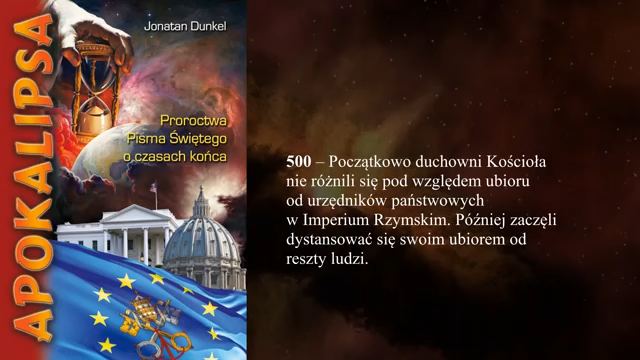 APOKALIPSA
Jonatan Dunkel
Proroctwa
Pisma Świętego
o czasach końca
500 – Początkowo duchowni Kościoła
nie różnili się pod względem ubioru
od urzędników państwowych
w Imperium Rzymskim. Później zaczęli
dystansować się swoim ubiorem od
reszty ludzi.